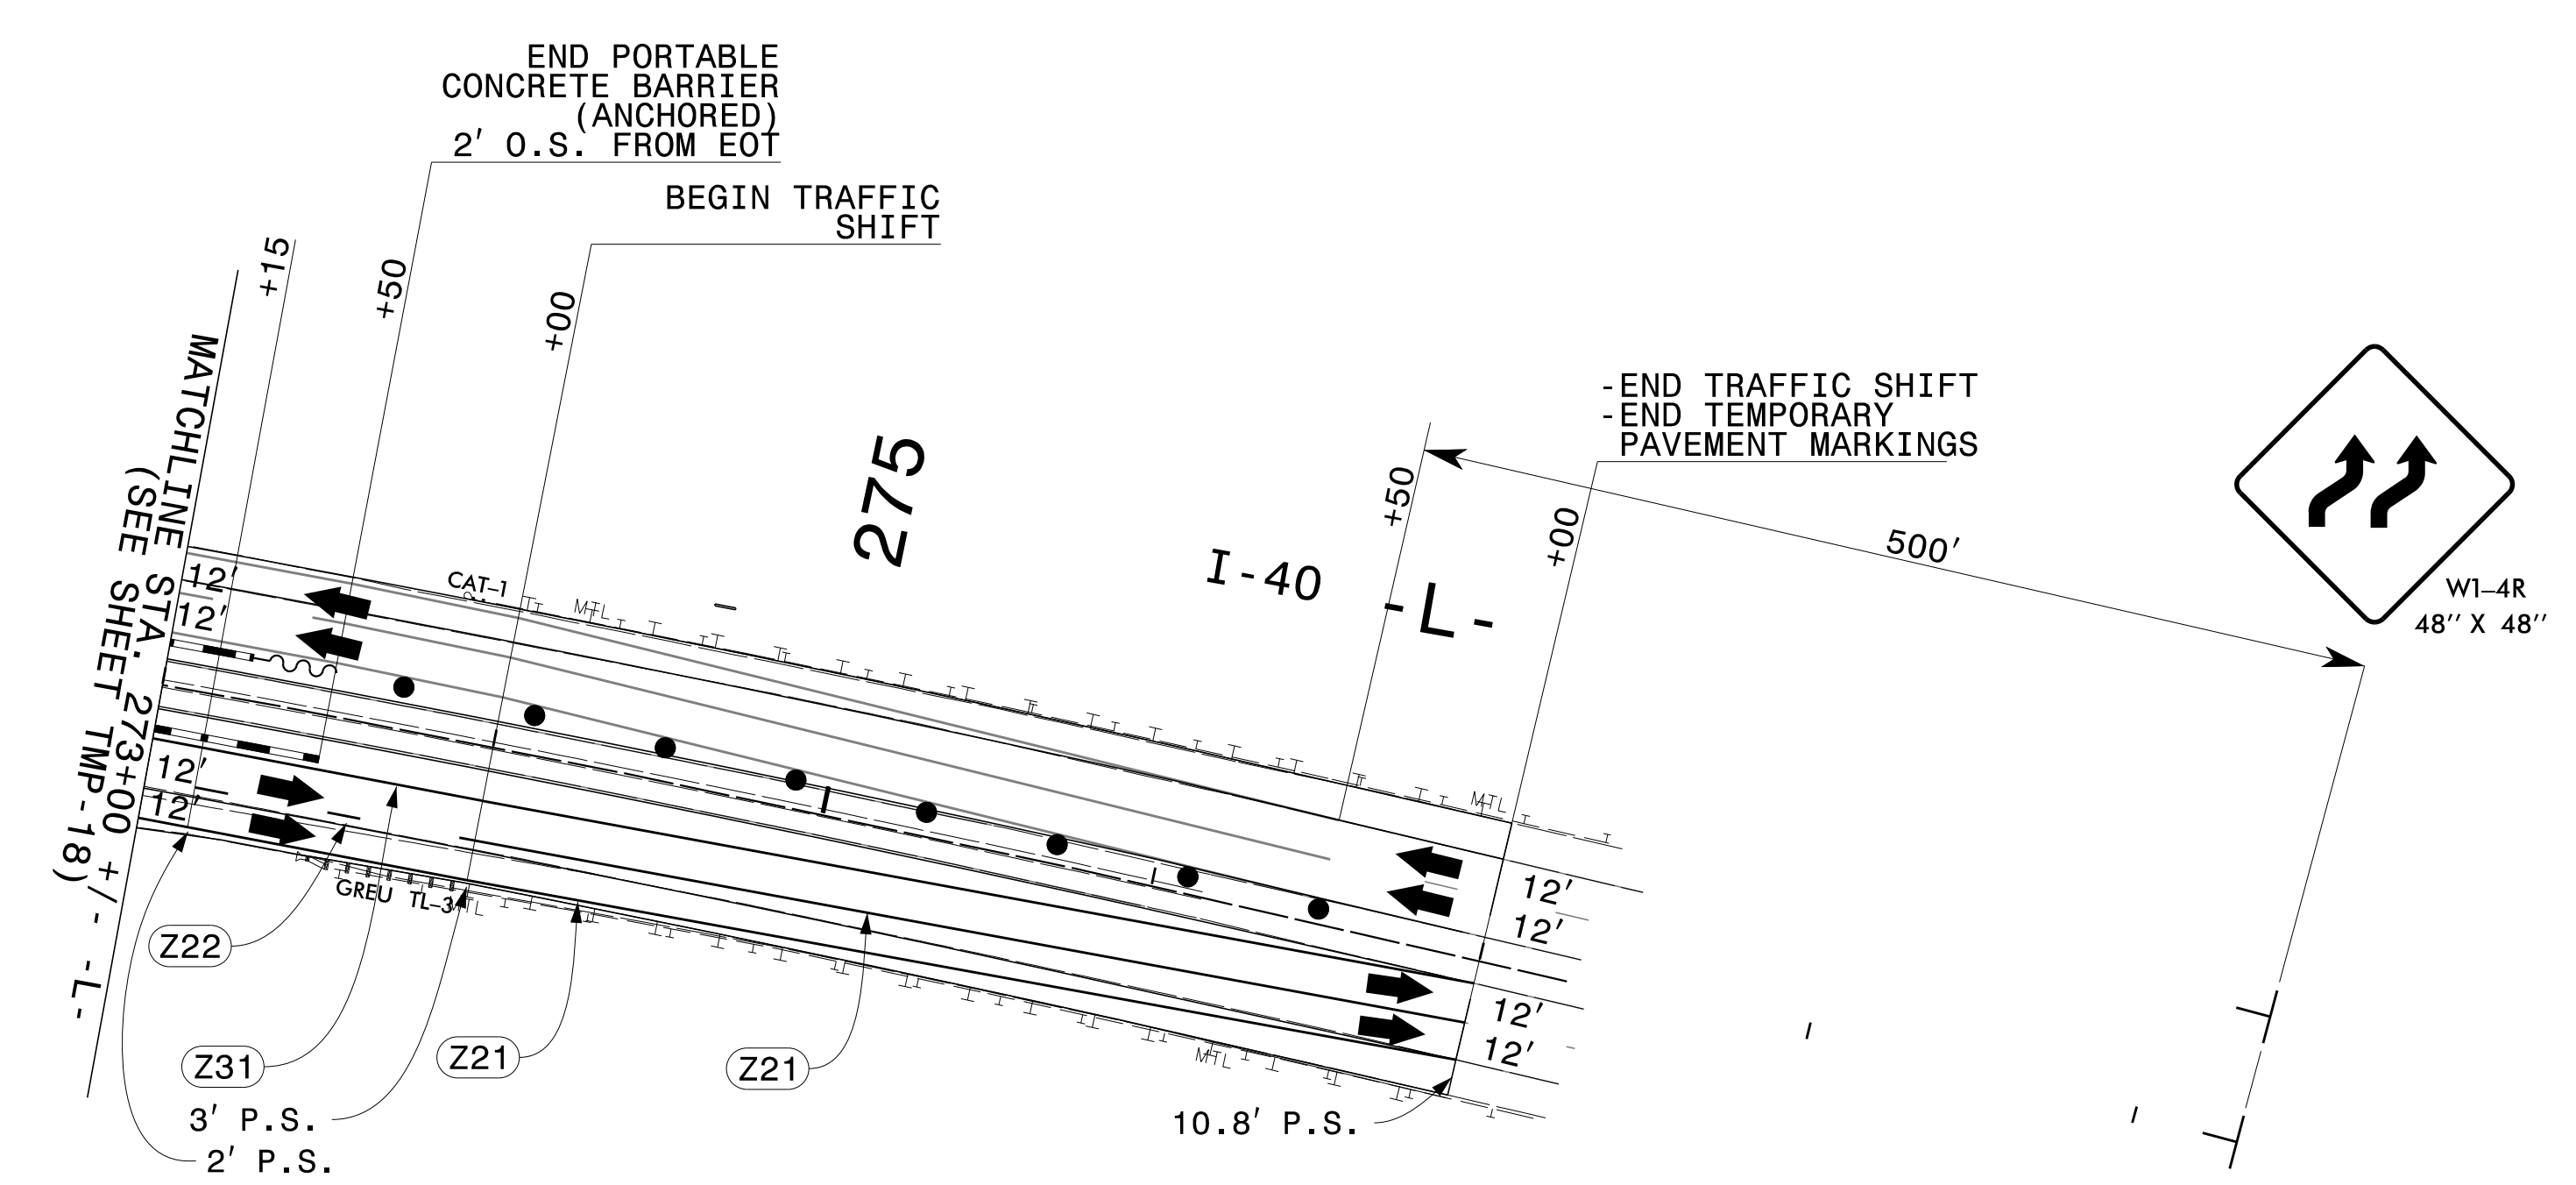 END PORTABLE
CONCRETE BARRIER
(ANCHORED)
2' O.S. FROM EOT
BEGIN TRAFFIC
SHIFT
+15
+50
+00
275
I-40
-L-
+50
+00
-END TRAFFIC SHIFT
-END TEMPORARY
PAVEMENT MARKINGS
500'
W1-4R
48'' X 48''
MATCHLINE STA. 273+00 +/- -L-
(SEE SHEET TMP-18)
12'
12'
CAT-1
MTL
MTL
12'
12'
GREU TL-3
MTL
12'
12'
12'
12'
MTL
Z22
Z31
Z21
Z21
3' P.S.
2' P.S.
10.8' P.S.